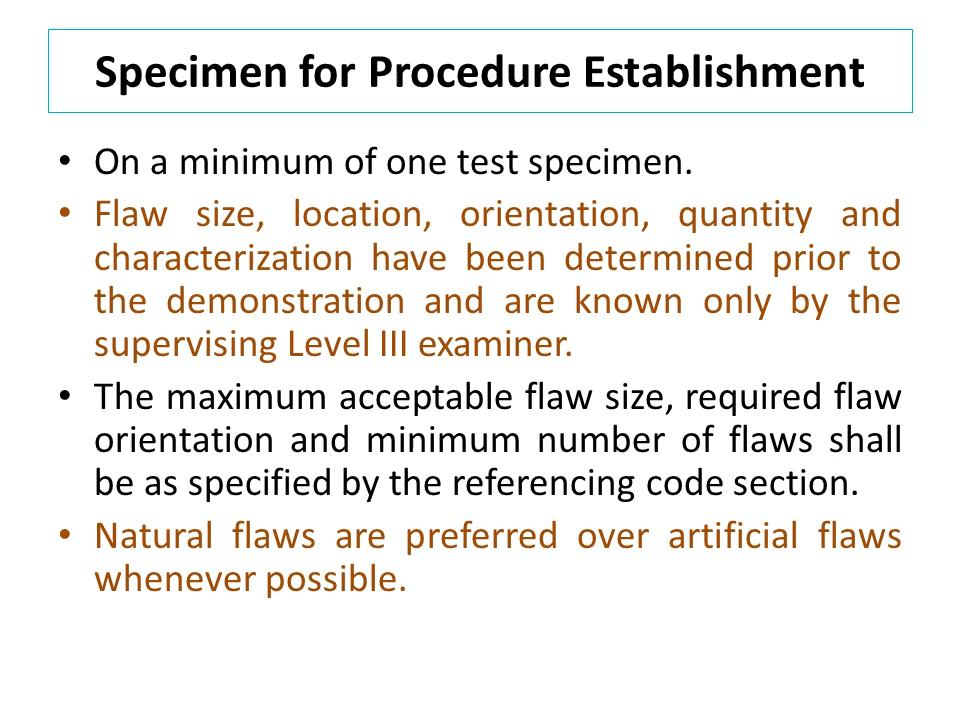 Specimen for Procedure Establishment
• On a minimum of one test specimen.
• Flaw size, location, orientation, quantity and
characterization have been determined prior to
the demonstration and are known only by the
supervising Level III examiner.
• The maximum acceptable flaw size, required flaw
orientation and minimum number of flaws shall
be as specified by the referencing code section.
• Natural flaws are preferred over artificial flaws
whenever possible.